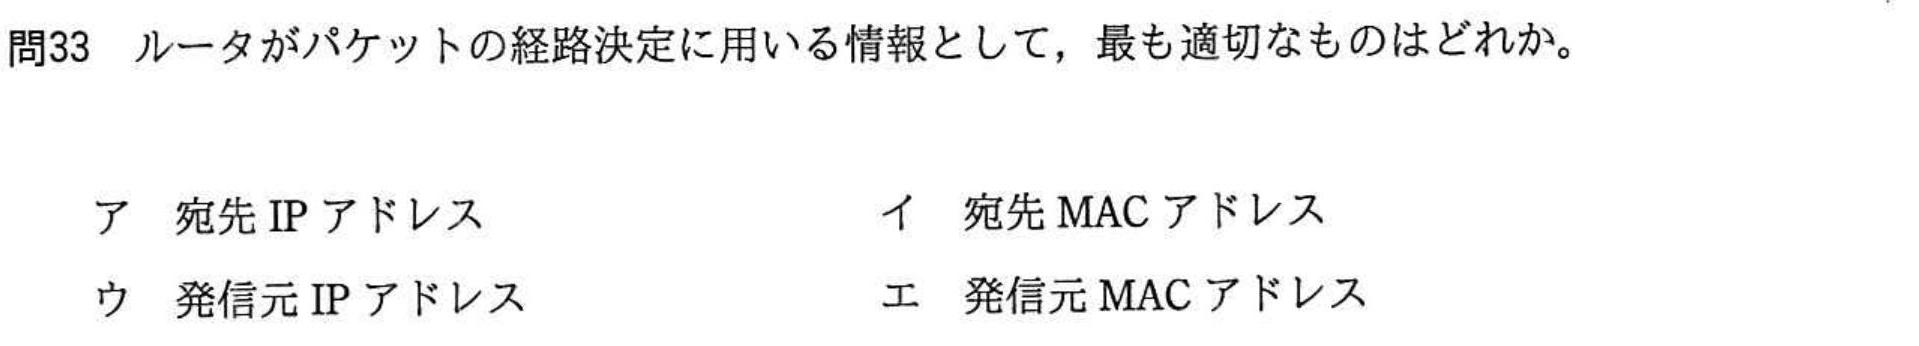 問33　ルータがパケットの経路決定に用いる情報として，最も適切なものはどれか。
ア　宛先 IP アドレス　イ　宛先 MAC アドレス
ウ　発信元 IP アドレス　エ　発信元 MAC アドレス